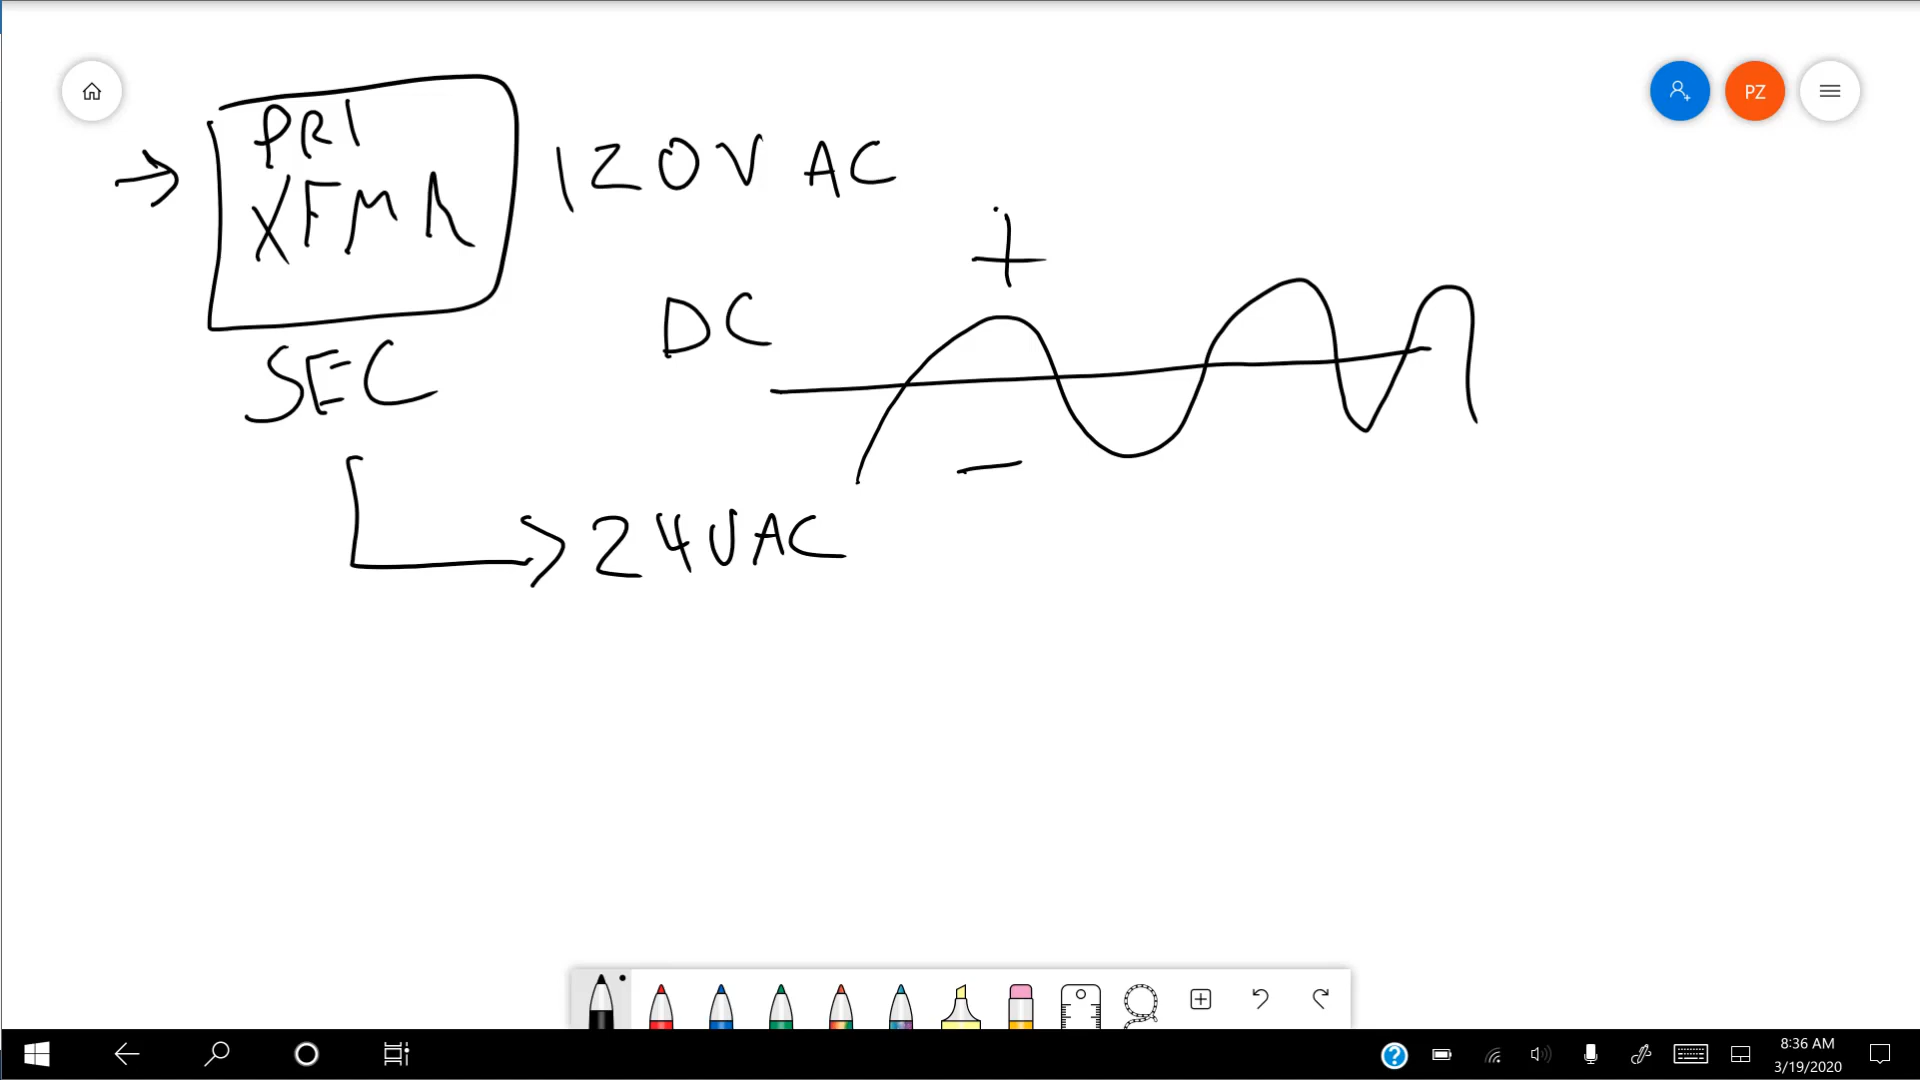 PZ
PRI
XFMR
120V AC
+
DC
SEC
-
24VAC
8:36 AM
3/19/2020